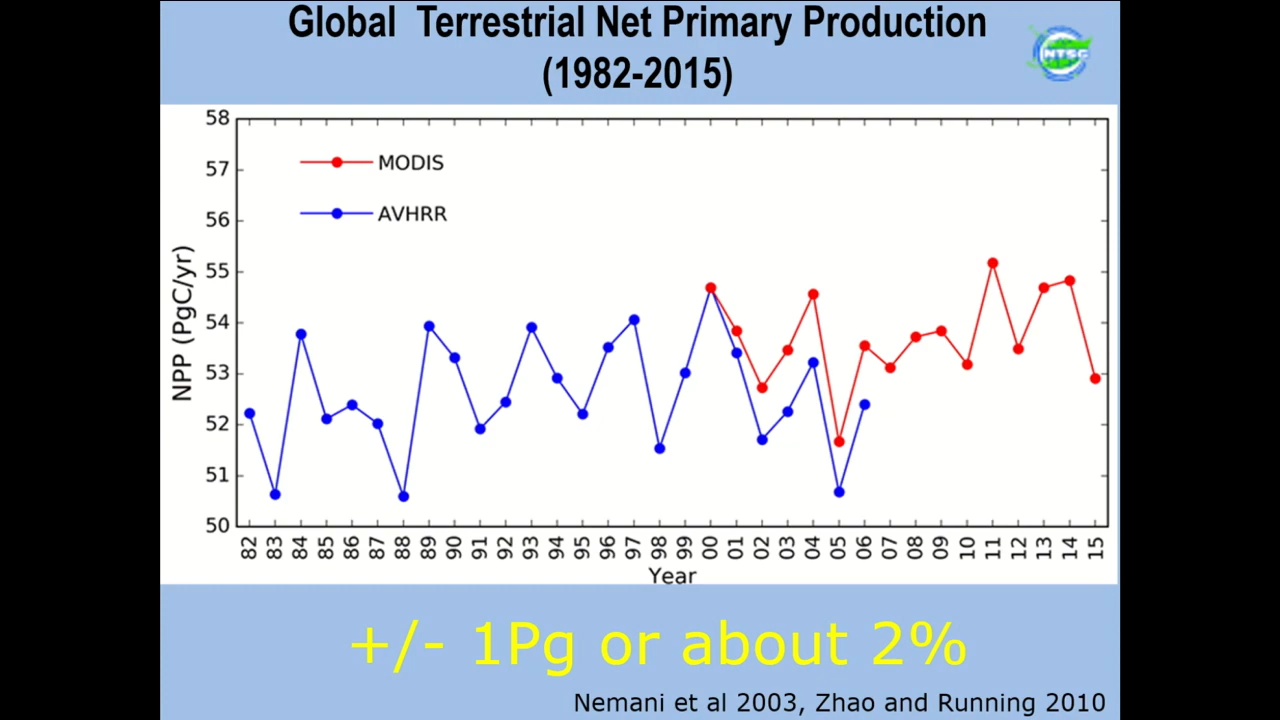 Global Terrestrial Net Primary Production
(1982-2015)
NTSG
58
57
56
55
54
53
52
51
50
NPP (PgC/yr)
MODIS
AVHRR
82 83 84 85 86 87 88 89 90 91 92 93 94 95 96 97 98 99 00 01 02 03 04 05 06 07 08 09 10 11 12 13 14 15
Year
+/- 1Pg or about 2%
Nemani et al 2003, Zhao and Running 2010